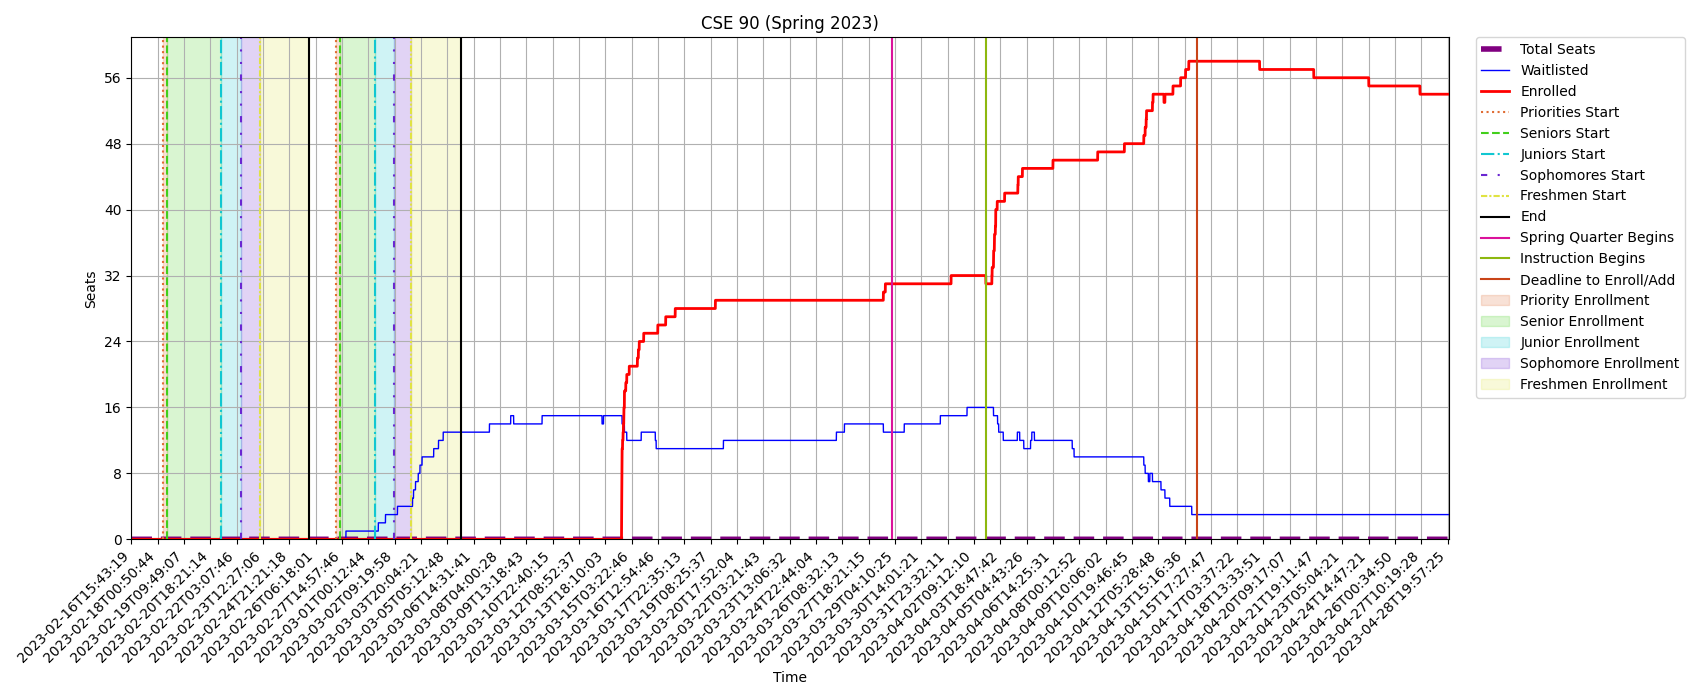 CSE 90 (Spring 2023)
Seats
56
48
40
32
24
16
8
0
2023-02-16T15:43:19
2023-02-18T00:50:44
2023-02-19T09:49:07
2023-02-20T18:21:14
2023-02-22T03:07:46
2023-02-23T12:27:06
2023-02-24T21:21:18
2023-02-26T06:18:01
2023-02-27T14:57:46
2023-03-01T00:12:44
2023-03-02T09:19:58
2023-03-03T20:04:21
2023-03-05T05:12:48
2023-03-06T14:31:41
2023-03-08T04:00:28
2023-03-09T13:18:43
2023-03-10T22:40:15
2023-03-12T08:52:37
2023-03-13T18:10:03
2023-03-15T03:22:46
2023-03-16T12:54:46
2023-03-17T22:35:13
2023-03-19T08:25:37
2023-03-20T17:52:04
2023-03-22T03:21:43
2023-03-23T13:06:32
2023-03-24T22:44:04
2023-03-26T08:32:13
2023-03-27T18:21:15
2023-03-29T04:10:25
2023-03-30T14:01:21
2023-03-31T23:32:11
2023-04-02T09:12:10
2023-04-03T18:47:42
2023-04-05T04:43:26
2023-04-06T14:25:31
2023-04-08T00:12:52
2023-04-09T10:06:02
2023-04-10T19:46:45
2023-04-12T05:28:48
2023-04-13T15:16:36
2023-04-15T17:27:47
2023-04-17T03:37:22
2023-04-18T13:33:51
2023-04-20T09:17:07
2023-04-21T19:11:47
2023-04-23T05:04:21
2023-04-24T14:47:21
2023-04-26T00:34:50
2023-04-27T10:19:28
2023-04-28T19:57:25
Time
Total Seats
Waitlisted
Enrolled
Priorities Start
Seniors Start
Juniors Start
Sophomores Start
Freshmen Start
End
Spring Quarter Begins
Instruction Begins
Deadline to Enroll/Add
Priority Enrollment
Senior Enrollment
Junior Enrollment
Sophomore Enrollment
Freshmen Enrollment